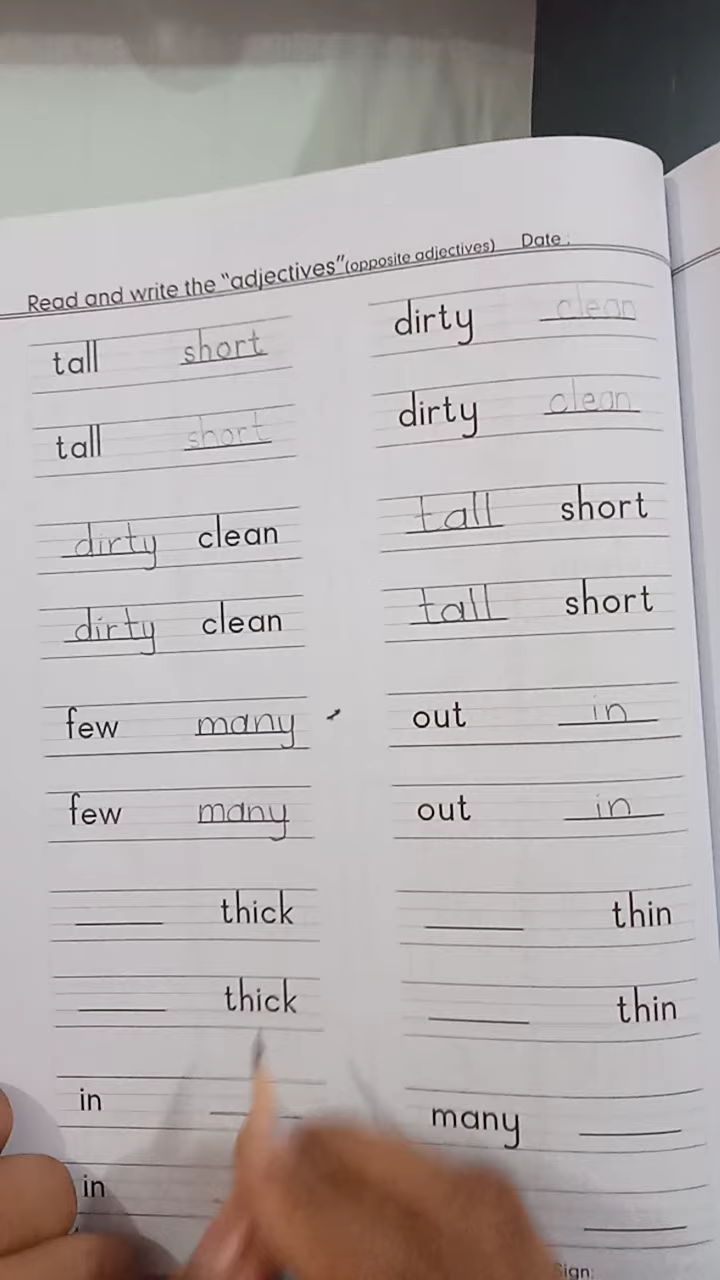 Read and write the "adjectives"(opposite adjectives) Date :
tall short dirty clean
tall short dirty clean
dirty clean tall short
dirty clean tall short
few many out in
few many out in
thick thin
thick thin
in many
in
Sign: